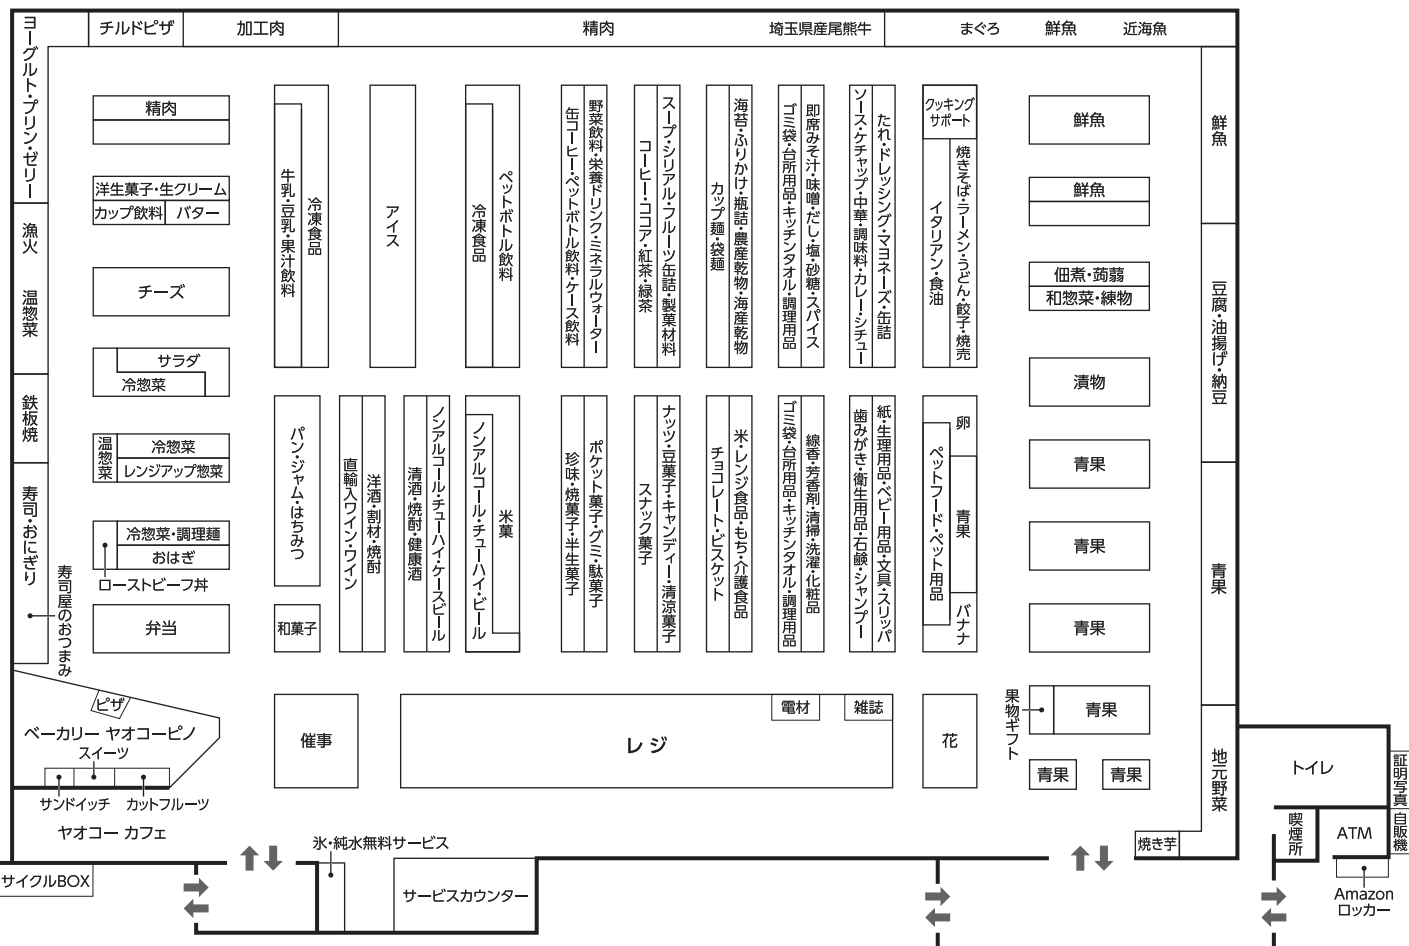 ヨーグルト・プリン・ゼリー
チルドピザ
加工肉
精肉
埼玉県産尾熊牛
まぐろ
鮮魚
近海魚
漁火
温惣菜
鉄板焼
寿司・おにぎり
寿司屋のおつまみ
精肉
洋生菓子・生クリーム
カップ飲料
バター
チーズ
サラダ
冷惣菜
温惣菜
冷惣菜
レンジアップ惣菜
冷惣菜・調理麺
おはぎ
ローストビーフ丼
弁当
牛乳・豆乳・果汁飲料
冷凍食品
アイス
冷凍食品
ペットボトル飲料
缶コーヒー・ペットボトル飲料・ケース飲料
野菜飲料・栄養ドリンク・ミネラルウォーター
コーヒー・ココア・紅茶・緑茶
スープ・シリアル・フルーツ缶詰・製菓材料
カップ麺・袋麺
海苔・ふりかけ・瓶詰・農産乾物・海産乾物
ゴミ袋・台所用品・キッチンタオル・調理用品
即席みそ汁・味噌・だし・塩・砂糖・スパイス
ソース・ケチャップ・中華・調味料・カレー・シチュー
たれ・ドレッシング・マヨネーズ・缶詰
クッキング
サポート
イタリアン・食油
焼きそば・ラーメン・うどん・餃子・焼売
鮮魚
鮮魚
佃煮・蒟蒻
和惣菜・練物
漬物
青果
青果
青果
果物ギフト
青果
青果
青果
鮮魚
豆腐・油揚げ・納豆
青果
地元野菜
焼き芋
パン・ジャム・はちみつ
和菓子
直輸入ワイン・ワイン
洋酒・割材・焼酎
清酒・焼酎・健康酒
ノンアルコール・チューハイ・ケースビール
ノンアルコール・チューハイ・ビール
米菓
珍味・焼菓子・半生菓子
ポケット菓子・グミ・駄菓子
スナック菓子
ナッツ・豆菓子・キャンディー・清涼菓子
チョコレート・ビスケット
米・レンジ食品・もち・介護食品
ゴミ袋・台所用品・キッチンタオル・調理用品
線香・芳香剤・清掃・洗濯・化粧品
歯みがき・衛生用品・石鹸・シャンプー
紙・生理用品・ベビー用品・文具・スリッパ
ペットフード・ペット用品
卵
青果
バナナ
催事
レジ
電材
雑誌
花
ピザ
ベーカリー ヤオコーピノ
スイーツ
サンドイッチ
カットフルーツ
ヤオコー カフェ
サイクルBOX
氷・純水無料サービス
サービスカウンター
トイレ
喫煙所
ATM
証明写真
自販機
Amazon
ロッカー